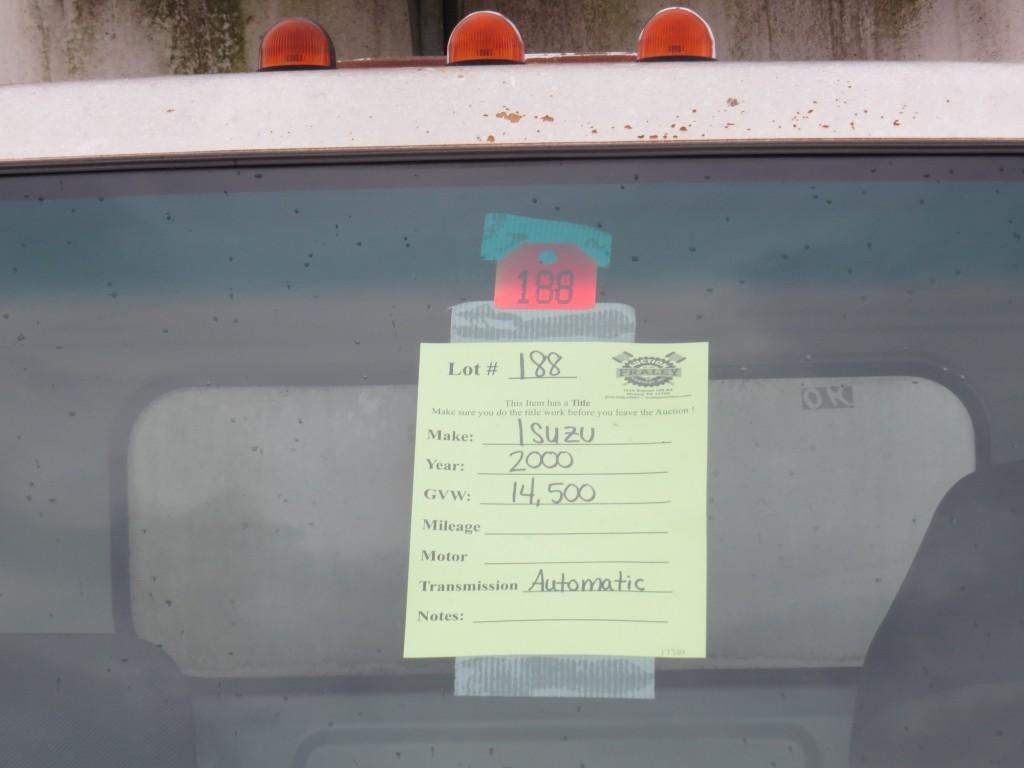 188
Lot # 188
FRALEY
This Item has a Title
Make sure you do the title work before you leave the Auction !
OK
Make: ISUZU
Year: 2000
GVW: 14,500
Mileage
Motor
Transmission Automatic
Notes: